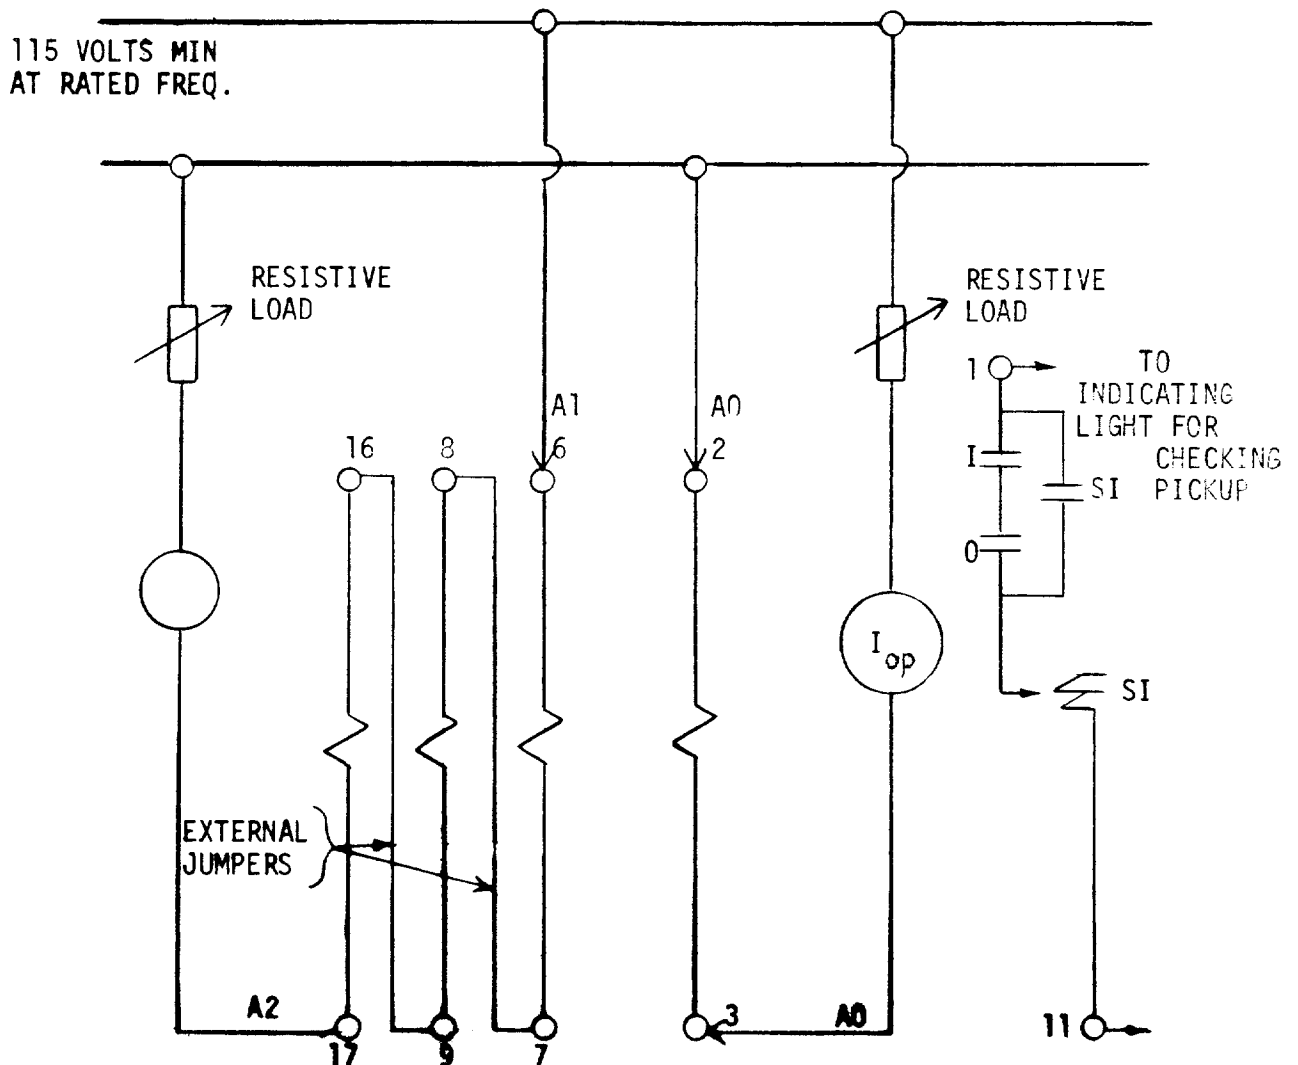 115 VOLTS MIN
AT RATED FREQ.
RESISTIVE
LOAD
RESISTIVE
LOAD
1
TO
INDICATING
LIGHT FOR
CHECKING
PICKUP
A1
A0
16
8
6
2
I
SI
O
I op
SI
EXTERNAL
JUMPERS
A2
3
A0
11
17
9
7